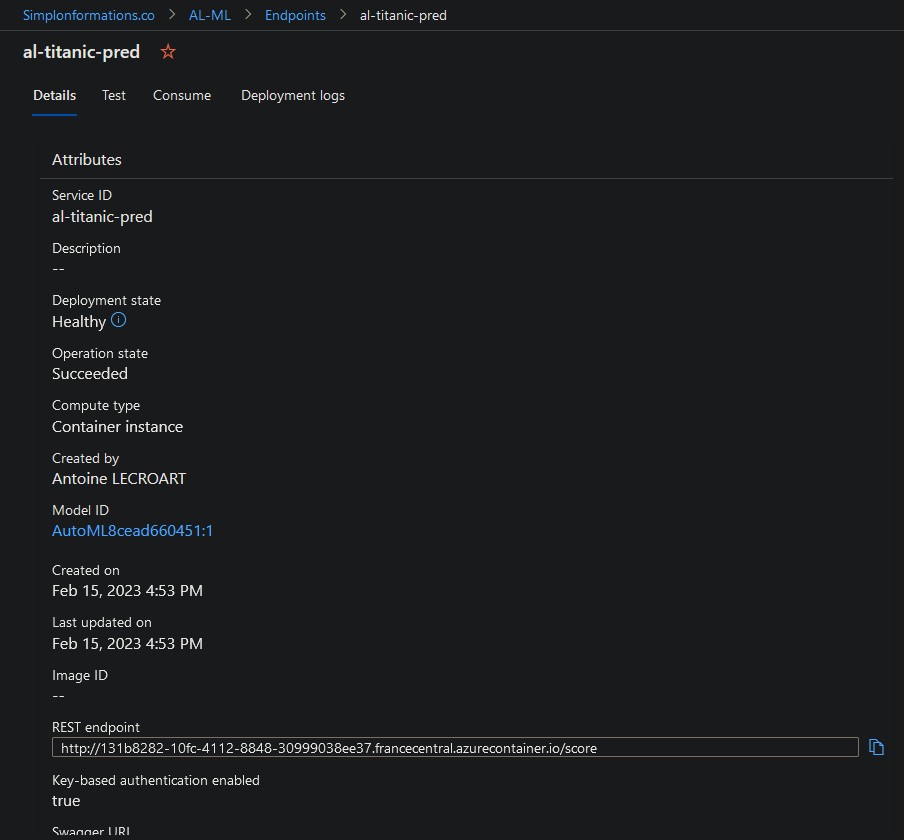 Simplonformations.co > AL-ML > Endpoints > al-titanic-pred
al-titanic-pred
Details Test Consume Deployment logs
Attributes
Service ID
al-titanic-pred
Description
--
Deployment state
Healthy
Operation state
Succeeded
Compute type
Container instance
Created by
Antoine LECROART
Model ID
AutoML8cead660451:1
Created on
Feb 15, 2023 4:53 PM
Last updated on
Feb 15, 2023 4:53 PM
Image ID
--
REST endpoint
http://131b8282-10fc-4112-8848-30999038ee37.francecentral.azurecontainer.io/score
Key-based authentication enabled
true
Swagger URI